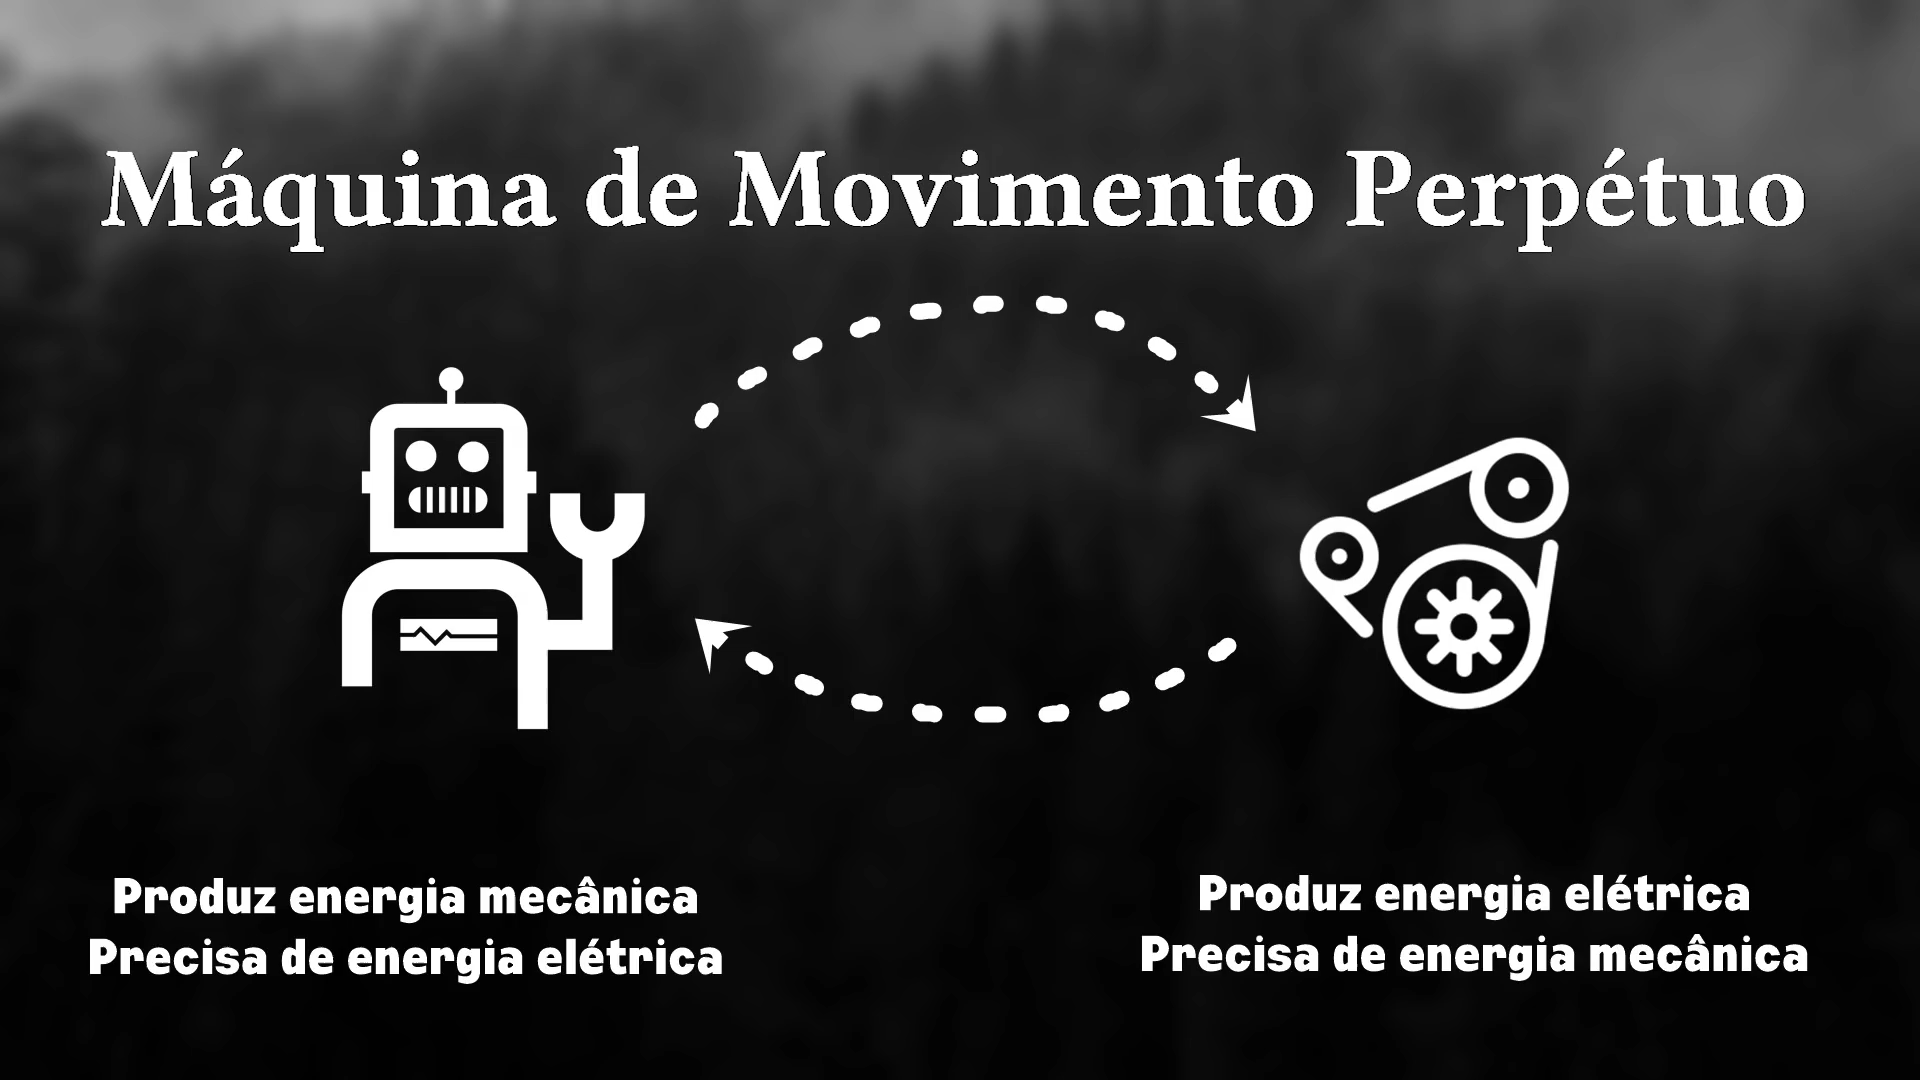 Máquina de Movimento Perpétuo
Produz energia mecânica
Precisa de energia elétrica
Produz energia elétrica
Precisa de energia mecânica